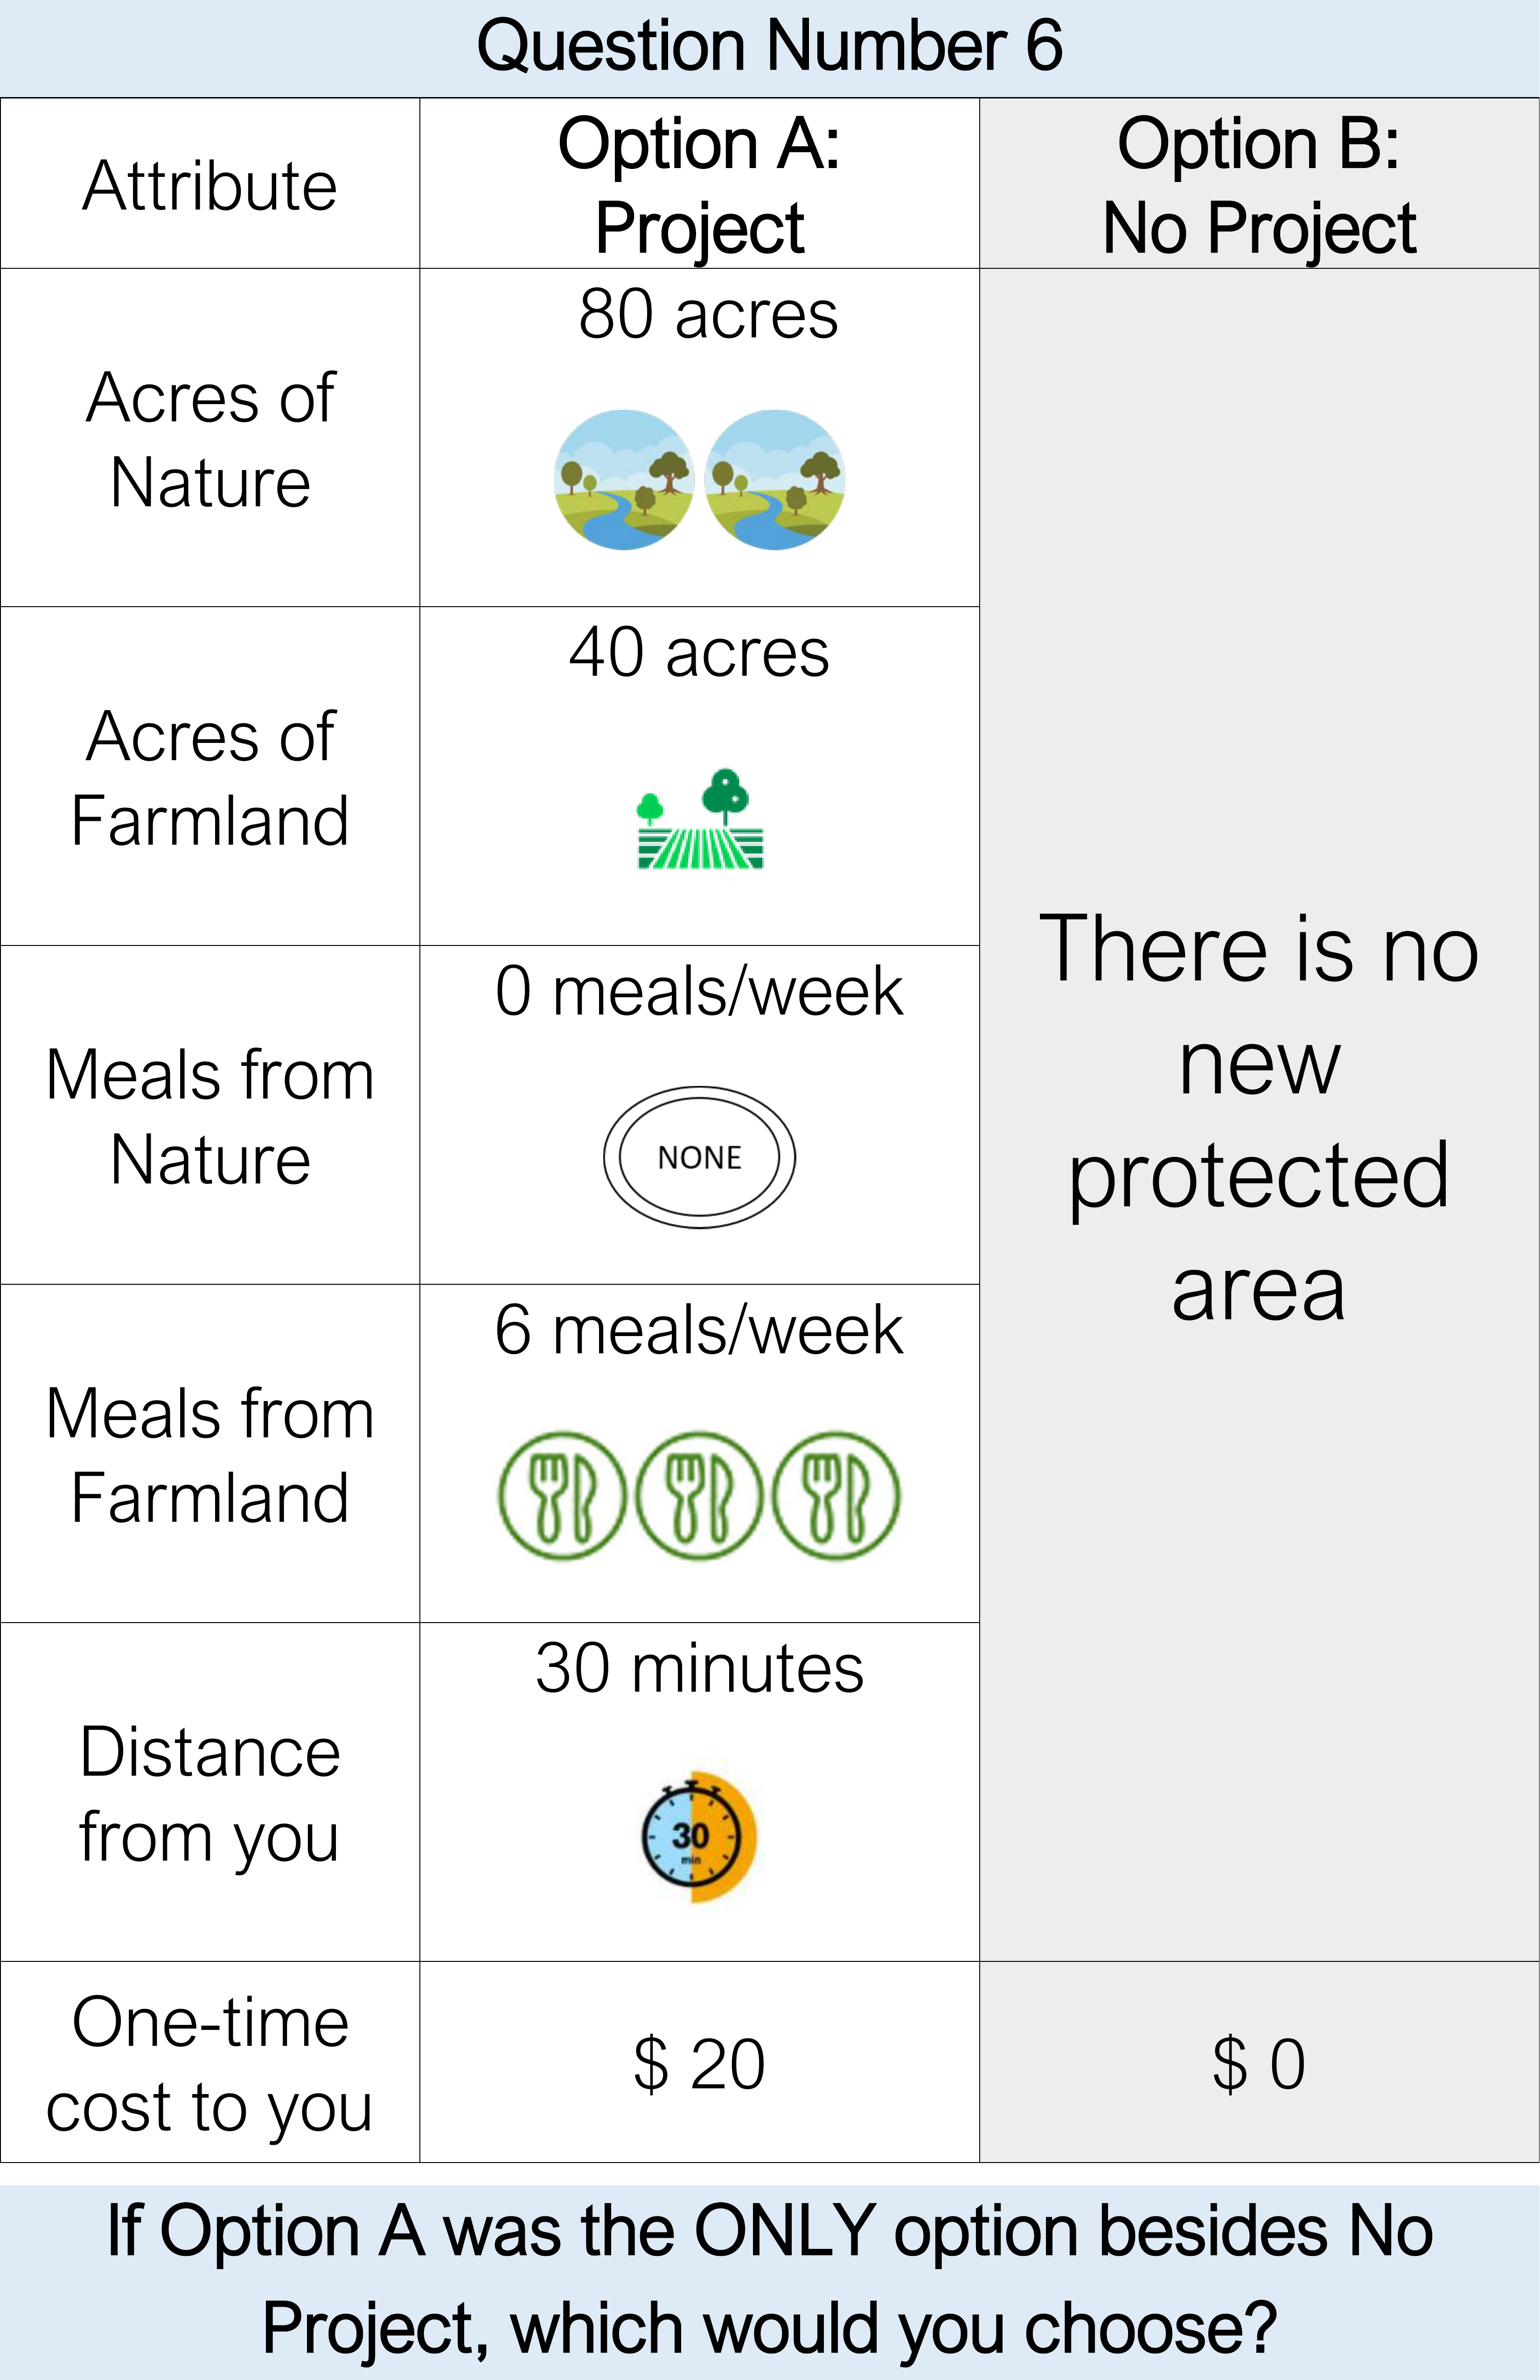 Question Number 6
Attribute
Option A:
Project
Option B:
No Project
Acres of
Nature
80 acres
Acres of
Farmland
40 acres
Meals from
Nature
0 meals/week
NONE
Meals from
Farmland
6 meals/week
Distance
from you
30 minutes
30
min
There is no
new
protected
area
One-time
cost to you
$ 20
$ 0
If Option A was the ONLY option besides No
Project, which would you choose?